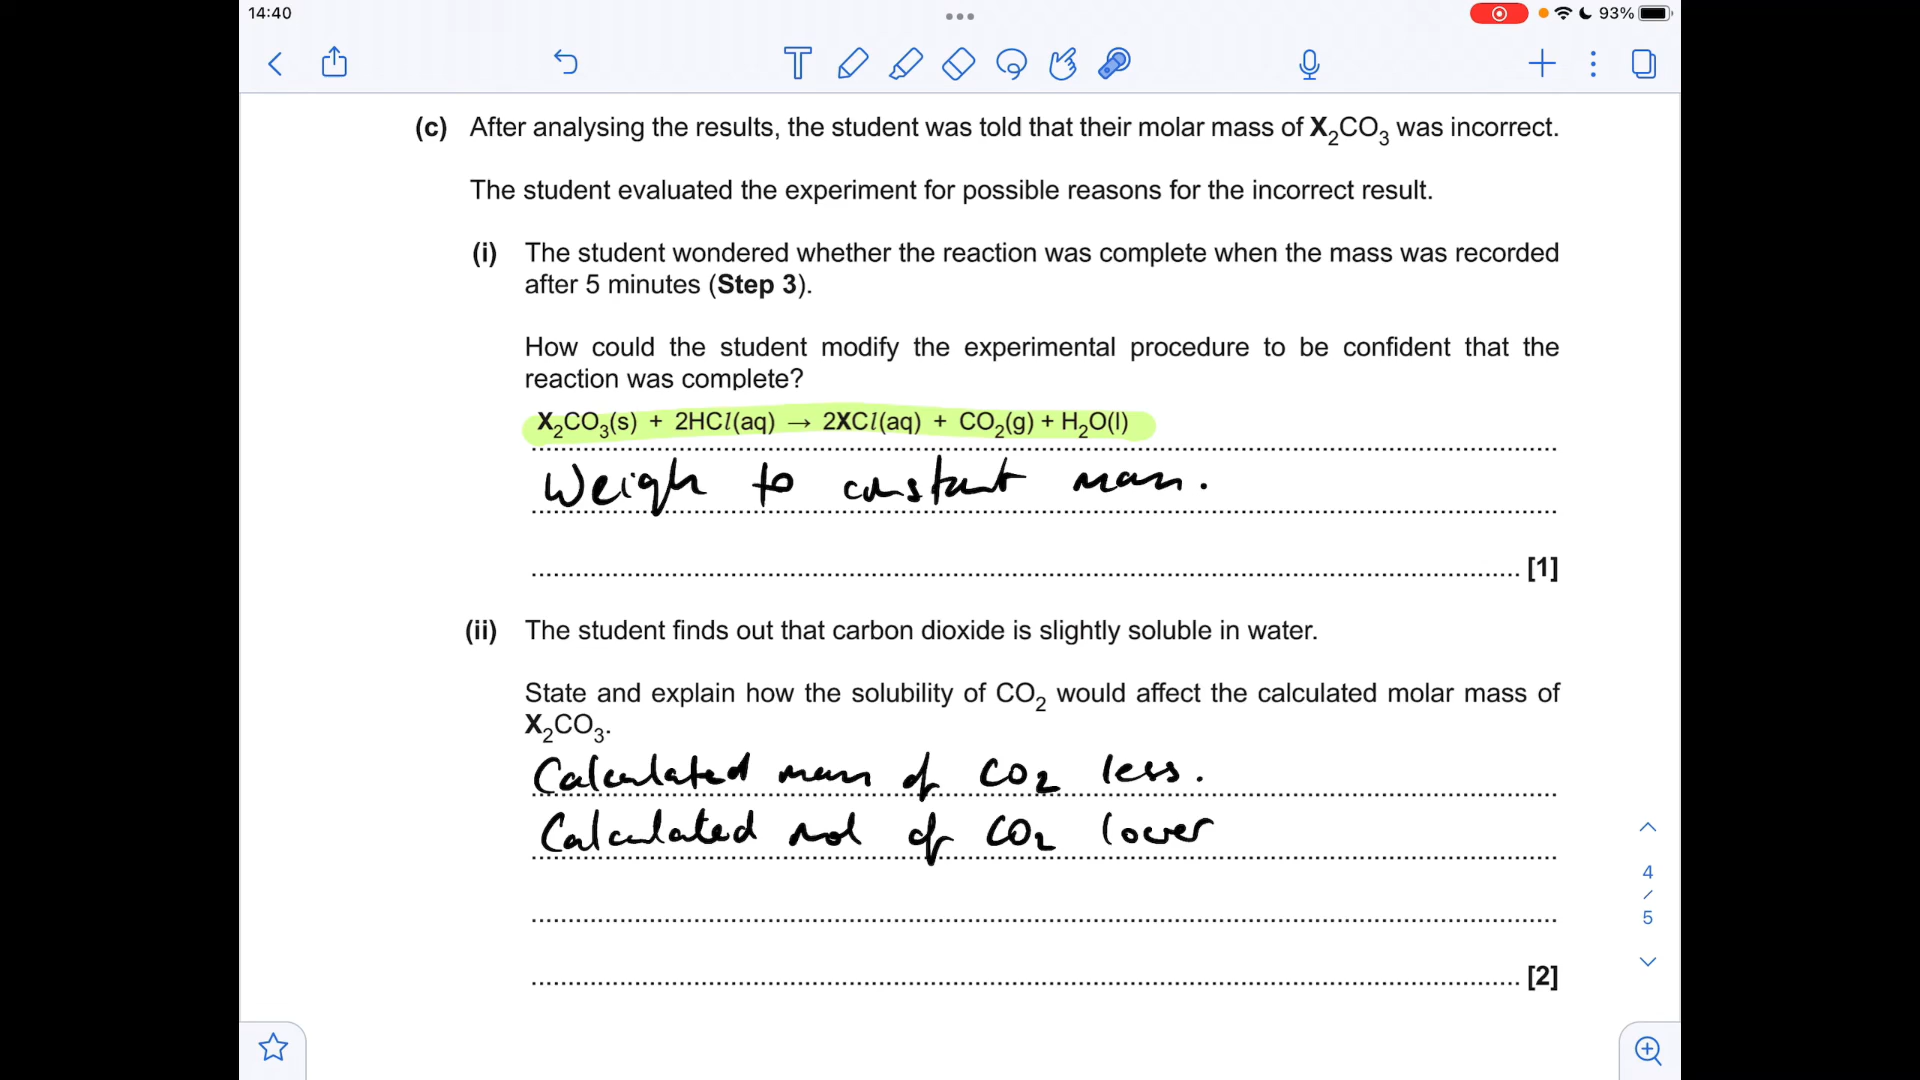 14:40
93%
(c) After analysing the results, the student was told that their molar mass of X₂CO₃ was incorrect.
The student evaluated the experiment for possible reasons for the incorrect result.
(i) The student wondered whether the reaction was complete when the mass was recorded
after 5 minutes (Step 3).
How could the student modify the experimental procedure to be confident that the
reaction was complete?
X₂CO₃(s) + 2HCl(aq) → 2XCl(aq) + CO₂(g) + H₂O(l)
Weigh to constant mass.
[1]
(ii) The student finds out that carbon dioxide is slightly soluble in water.
State and explain how the solubility of CO₂ would affect the calculated molar mass of
X₂CO₃.
Calculated mass of CO₂ less.
Calculated mol of CO₂ lower
[2]
4
/
5